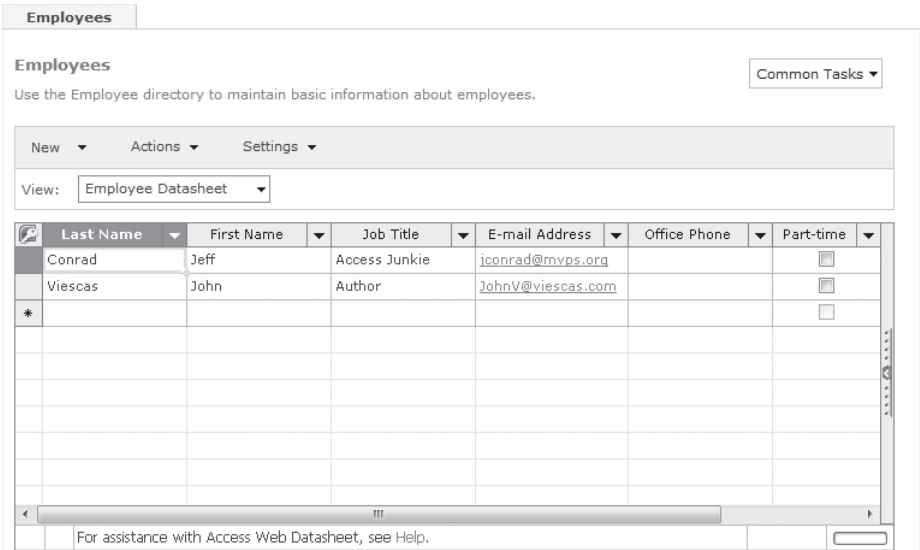 Employees
Employees
Common Tasks
Use the Employee directory to maintain basic information about employees.
New Actions Settings
View: Employee Datasheet
Last Name First Name Job Title E-mail Address Office Phone Part-time
Conrad Jeff Access Junkie jconrad@mvps.org
Viescas John Author JohnV@viescas.com
*
For assistance with Access Web Datasheet, see Help.